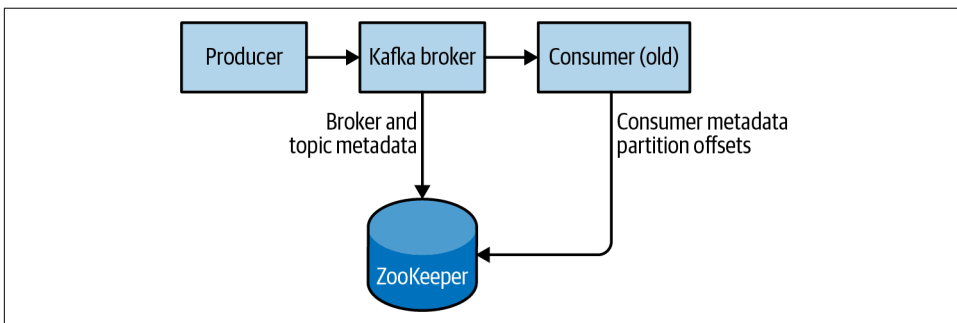 Producer
Kafka broker
Consumer (old)
Broker and
topic metadata
Consumer metadata
partition offsets
ZooKeeper